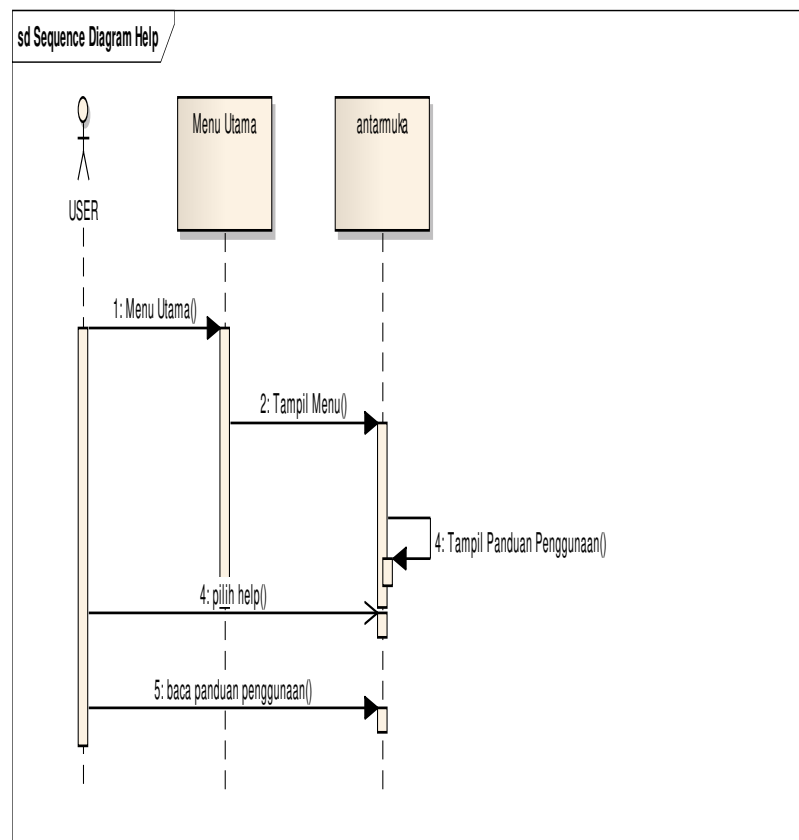 sd Sequence Diagram Help
Menu Utama
antarmuka
USER
1: Menu Utama()
2: Tampil Menu()
4: Tampil Panduan Penggunaan()
4: pilih help()
5: baca panduan penggunaan()